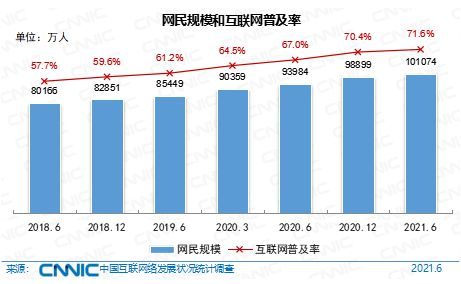 网民规模和互联网普及率
单位：万人
57.7% 59.6% 61.2% 64.5% 67.0% 70.4% 71.6%
80166 82851 85449 90359 93984 98899 101074
2018.6 2018.12 2019.6 2020.3 2020.6 2020.12 2021.6
网民规模 互联网普及率
来源： CNNIC 中国互联网络发展状况统计调查 2021.6